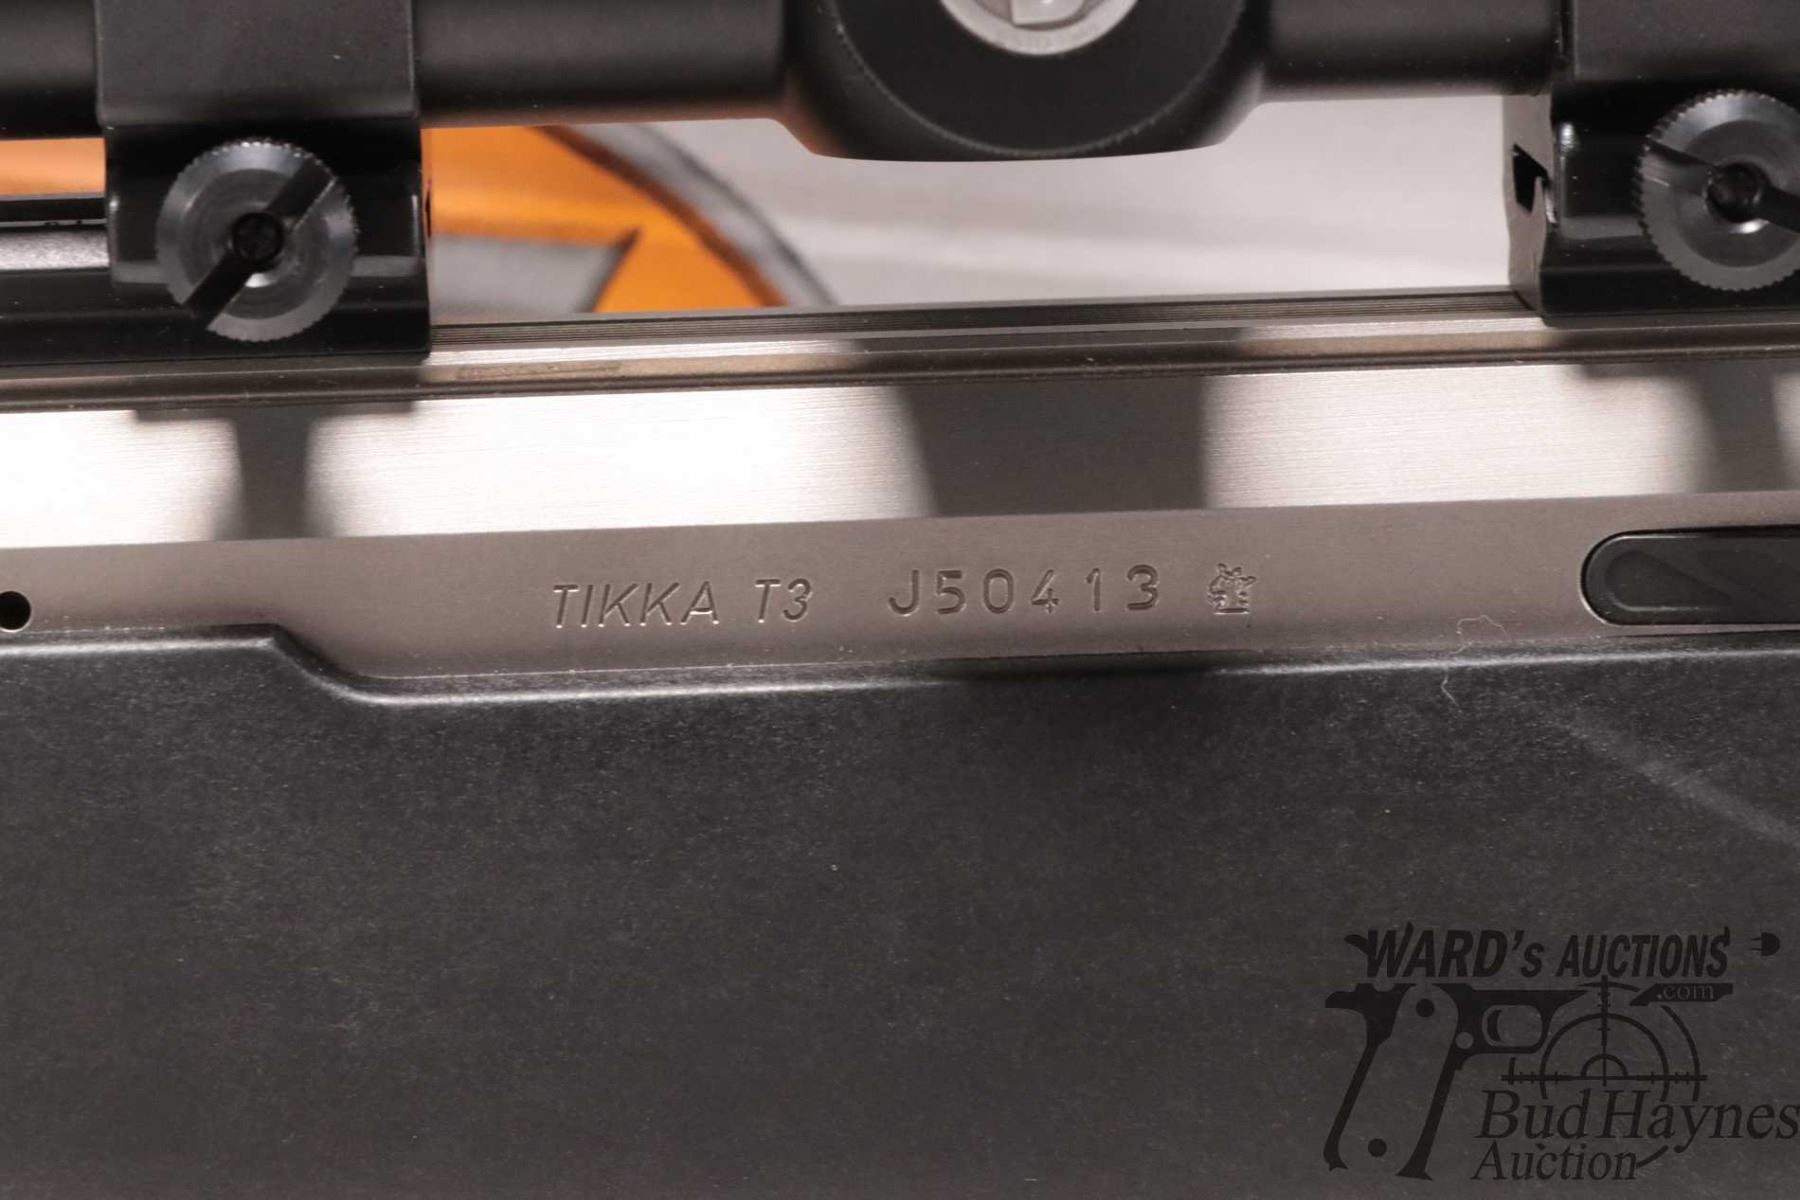 TIKKA T3 J50413
WARD's AUCTIONS
.com
Bud Haynes
Auction